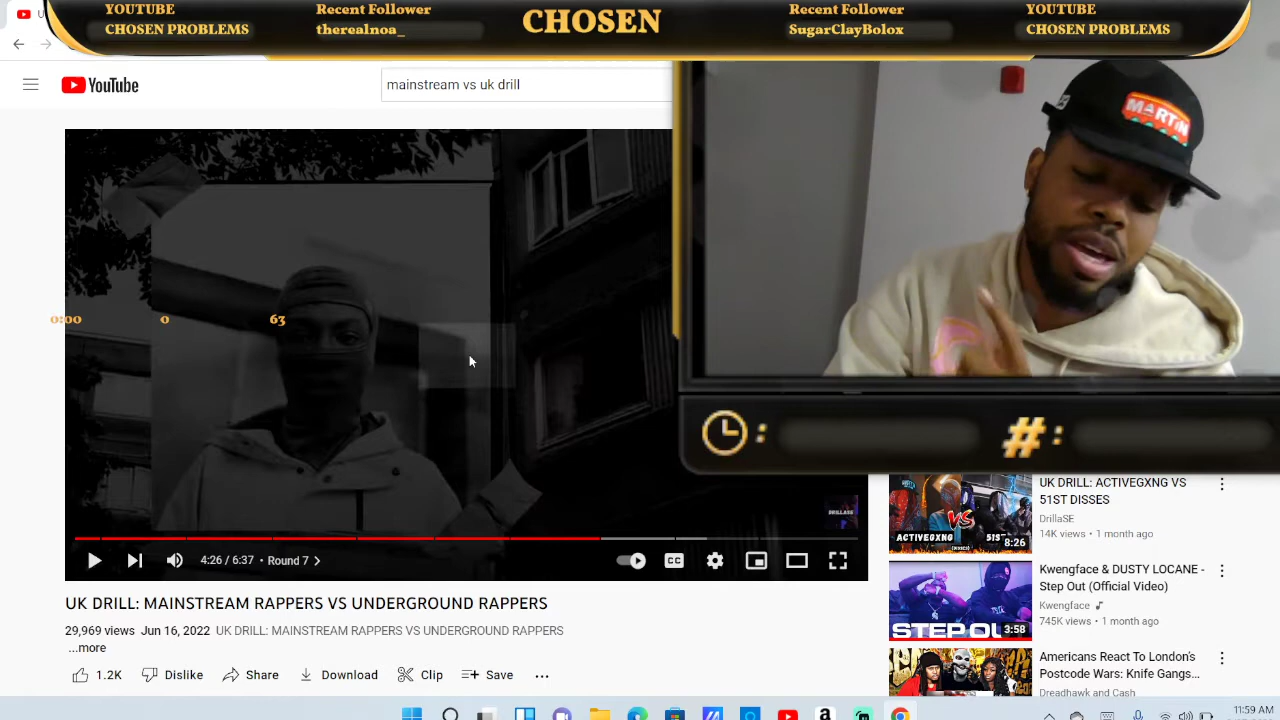 YOUTUBE
CHOSEN PROBLEMS
Recent Follower
therealnoa_
CHOSEN
Recent Follower
SugarClayBolox
YOUTUBE
CHOSEN PROBLEMS
YouTube
mainstream vs uk drill
MARTIN
0:00
0
63
DRILLASE
4:26 / 6:37 • Round 7
CC
:
# :
UK DRILL: MAINSTREAM RAPPERS VS UNDERGROUND RAPPERS
29,969 views Jun 16, 2022 UK DRILL: MAINSTREAM RAPPERS VS UNDERGROUND RAPPERS
...more
1.2K
Dislike
Share
Download
Clip
Save
ACTIVEGXNG
VS
8:26
UK DRILL: ACTIVEGXNG VS
51ST DISSES
DrillaSE
14K views • 1 month ago
3:58
Kwengface & DUSTY LOCANE -
Step Out (Official Video)
Kwengface
745K views • 1 month ago
Americans React To London's
Postcode Wars: Knife Gangs...
Dreadhawk and Cash
11:59 AM